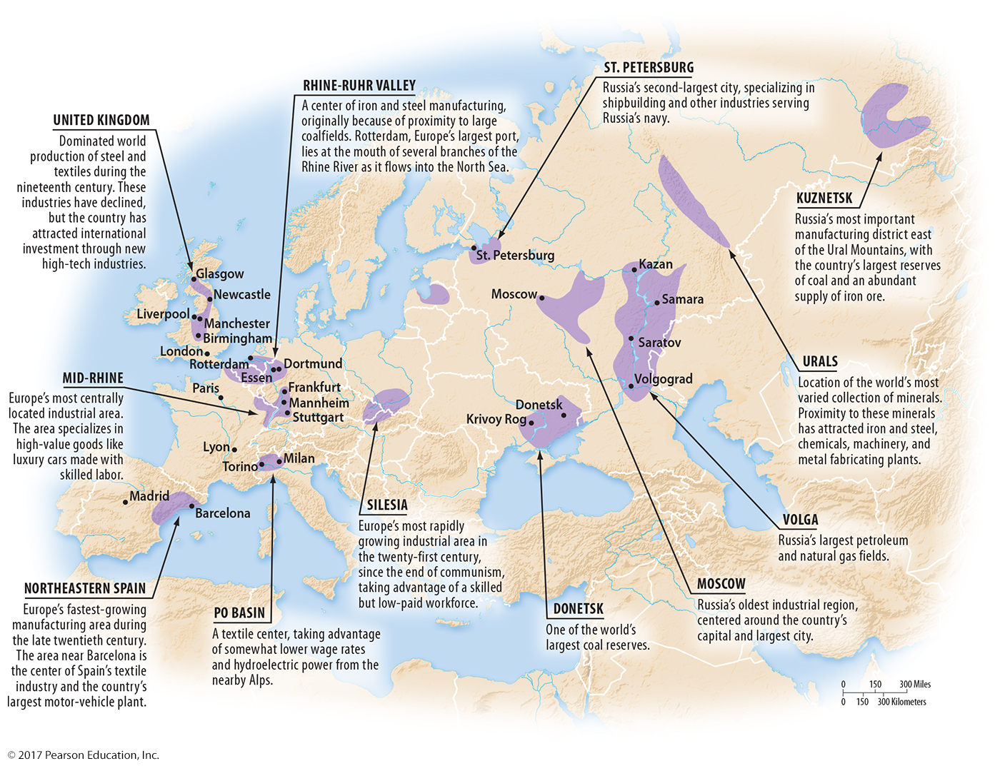 ST. PETERSBURG
Russia's second-largest city, specializing in
shipbuilding and other industries serving
Russia's navy.
RHINE-RUHR VALLEY
A center of iron and steel manufacturing,
originally because of proximity to large
coalfields. Rotterdam, Europe's largest port,
lies at the mouth of several branches of the
Rhine River as it flows into the North Sea.
UNITED KINGDOM
Dominated world
production of steel and
textiles during the
nineteenth century. These
industries have declined,
but the country has
attracted international
investment through new
high-tech industries.
KUZNETSK
Russia's most important
manufacturing district east
of the Ural Mountains, with
the country's largest reserves
of coal and an abundant
supply of iron ore.
St. Petersburg
Kazan
Glasgow
Newcastle
Moscow
Samara
Liverpool
Manchester
Birmingham
Saratov
London
Rotterdam
Dortmund
Essen
Volgograd
Paris
Frankfurt
Mannheim
Stuttgart
Donetsk
Krivoy Rog
Lyon
Milan
Torino
Madrid
Barcelona
MID-RHINE
Europe's most centrally
located industrial area.
The area specializes in
high-value goods like
luxury cars made with
skilled labor.
URALS
Location of the world's most
varied collection of minerals.
Proximity to these minerals
has attracted iron and steel,
chemicals, machinery, and
metal fabricating plants.
SILESIA
Europe's most rapidly
growing industrial area in
the twenty-first century,
since the end of communism,
taking advantage of a skilled
but low-paid workforce.
VOLGA
Russia's largest petroleum
and natural gas fields.
NORTHEASTERN SPAIN
Europe's fastest-growing
manufacturing area during
the late twentieth century.
The area near Barcelona is
the center of Spain's textile
industry and the country's
largest motor-vehicle plant.
PO BASIN
A textile center, taking advantage
of somewhat lower wage rates
and hydroelectric power from the
nearby Alps.
DONETSK
One of the world's
largest coal reserves.
MOSCOW
Russia's oldest industrial region,
centered around the country's
capital and largest city.
0 150 300 Miles
0 150 300 Kilometers
© 2017 Pearson Education, Inc.